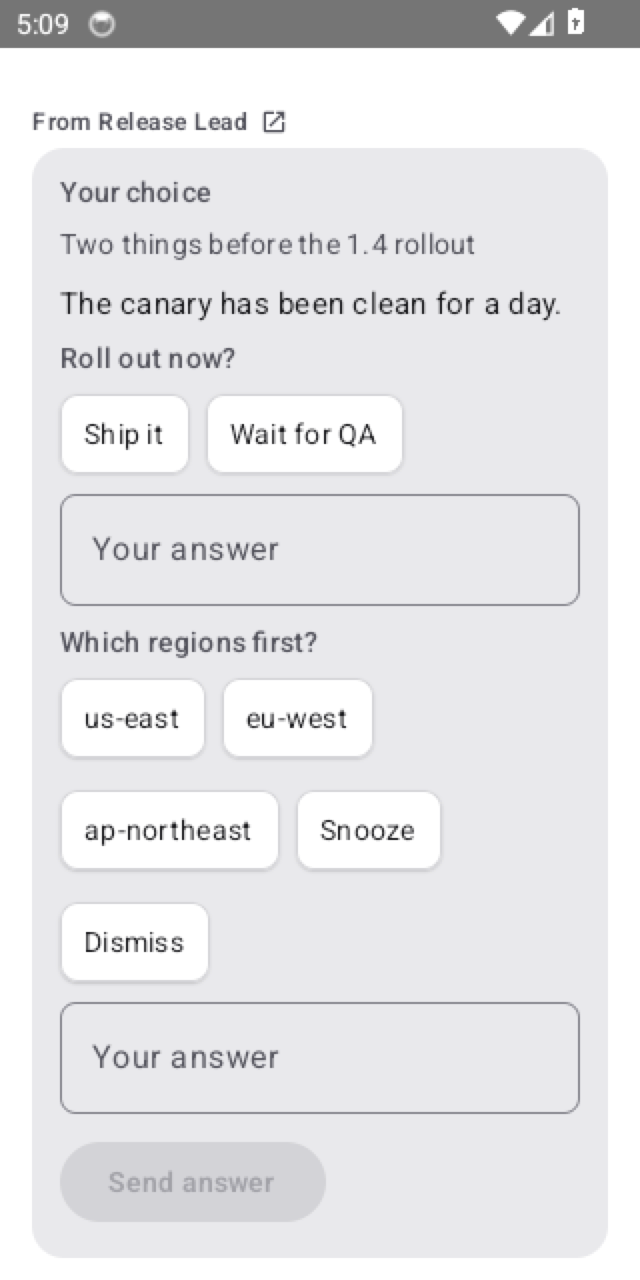 5:09
From Release Lead
Your choice
Two things before the 1.4 rollout
The canary has been clean for a day.
Roll out now?
Ship it Wait for QA
Your answer
Which regions first?
us-east eu-west
ap-northeast Snooze
Dismiss
Your answer
Send answer